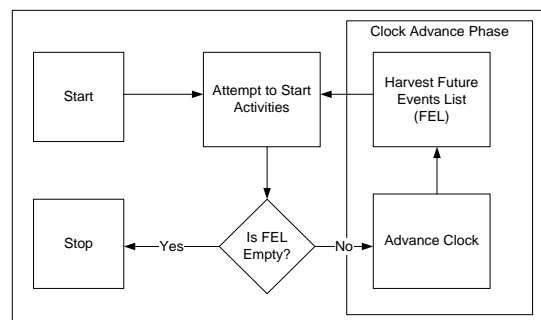 Clock Advance Phase
Start
Attempt to Start
Activities
Harvest Future
Events List
(FEL)
Stop
Yes
Is FEL
Empty?
No
Advance Clock